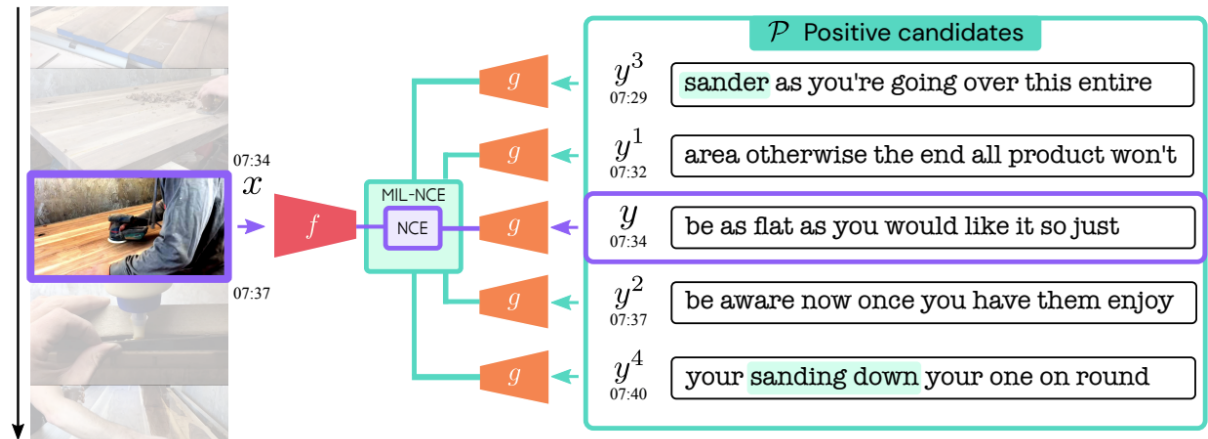 𝒫 Positive candidates
y³
07:29
g
sander as you're going over this entire
y¹
07:32
g
area otherwise the end all product won't
07:34
x
f
MIL-NCE
NCE
g
y
07:34
be as flat as you would like it so just
07:37
g
y²
07:37
be aware now once you have them enjoy
g
y⁴
07:40
your sanding down your one on round